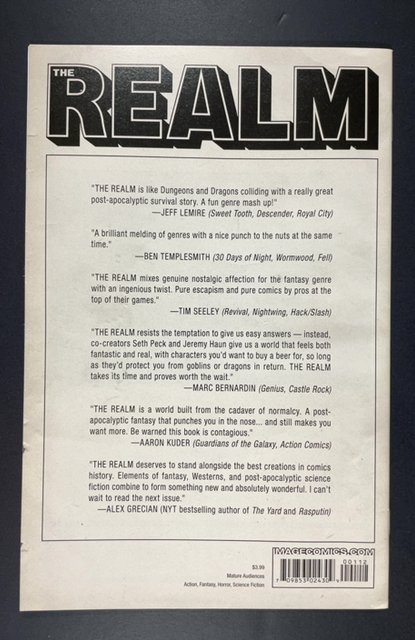 THE
REALM
"THE REALM is like Dungeons and Dragons colliding with a really great
post-apocalyptic survival story. A fun genre mash up!"
—JEFF LEMIRE (Sweet Tooth, Descender, Royal City)
"A brilliant melding of genres with a nice punch to the nuts at the same
time."
—BEN TEMPLESMITH (30 Days of Night, Wormwood, Fell)
"THE REALM mixes genuine nostalgic affection for the fantasy genre
with an ingenious twist. Pure escapism and pure comics by pros at the
top of their games."
—TIM SEELEY (Revival, Nightwing, Hack/Slash)
"THE REALM resists the temptation to give us easy answers — instead,
co-creators Seth Peck and Jeremy Haun give us a world that feels both
fantastic and real, with characters you'd want to buy a beer for, so long
as they'd protect you from goblins or dragons in return. THE REALM
takes its time and proves worth the wait."
—MARC BERNARDIN (Genius, Castle Rock)
"THE REALM is a world built from the cadaver of normalcy. A post-
apocalyptic fantasy that punches you in the nose... and still makes you
want more. Be warned this book is contagious."
—AARON KUDER (Guardians of the Galaxy, Action Comics)
"THE REALM deserves to stand alongside the best creations in comics
history. Elements of fantasy, Westerns, and post-apocalyptic science
fiction combine to form something new and absolutely wonderful. I can't
wait to read the next issue."
—ALEX GRECIAN (NYT bestselling author of The Yard and Rasputin)
IMAGECOMICS.COM
00112
$3.99
Mature Audiences
Action, Fantasy, Horror, Science Fiction
7 09853 02430 9